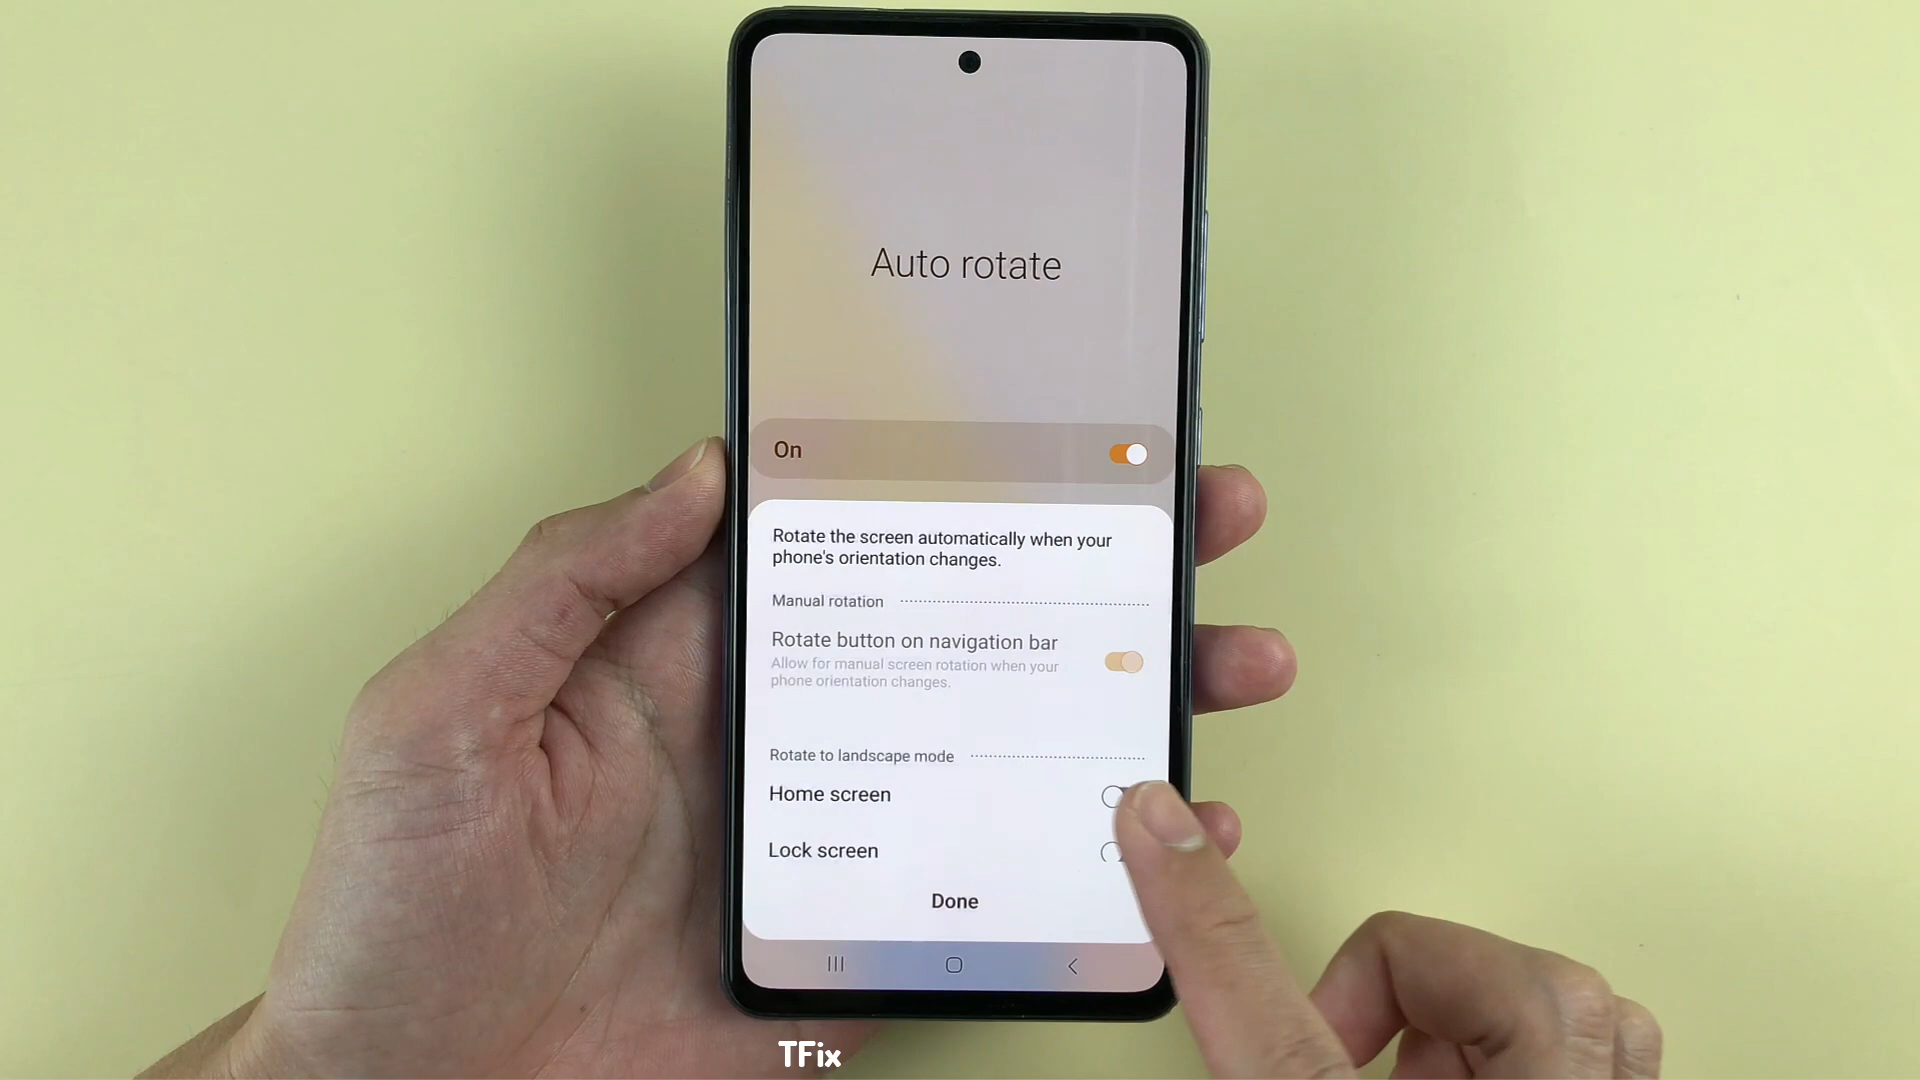 Auto rotate
On
Rotate the screen automatically when your
phone's orientation changes.
Manual rotation
Rotate button on navigation bar
Allow for manual screen rotation when your
phone orientation changes.
Rotate to landscape mode
Home screen
Lock screen
Done
TFix